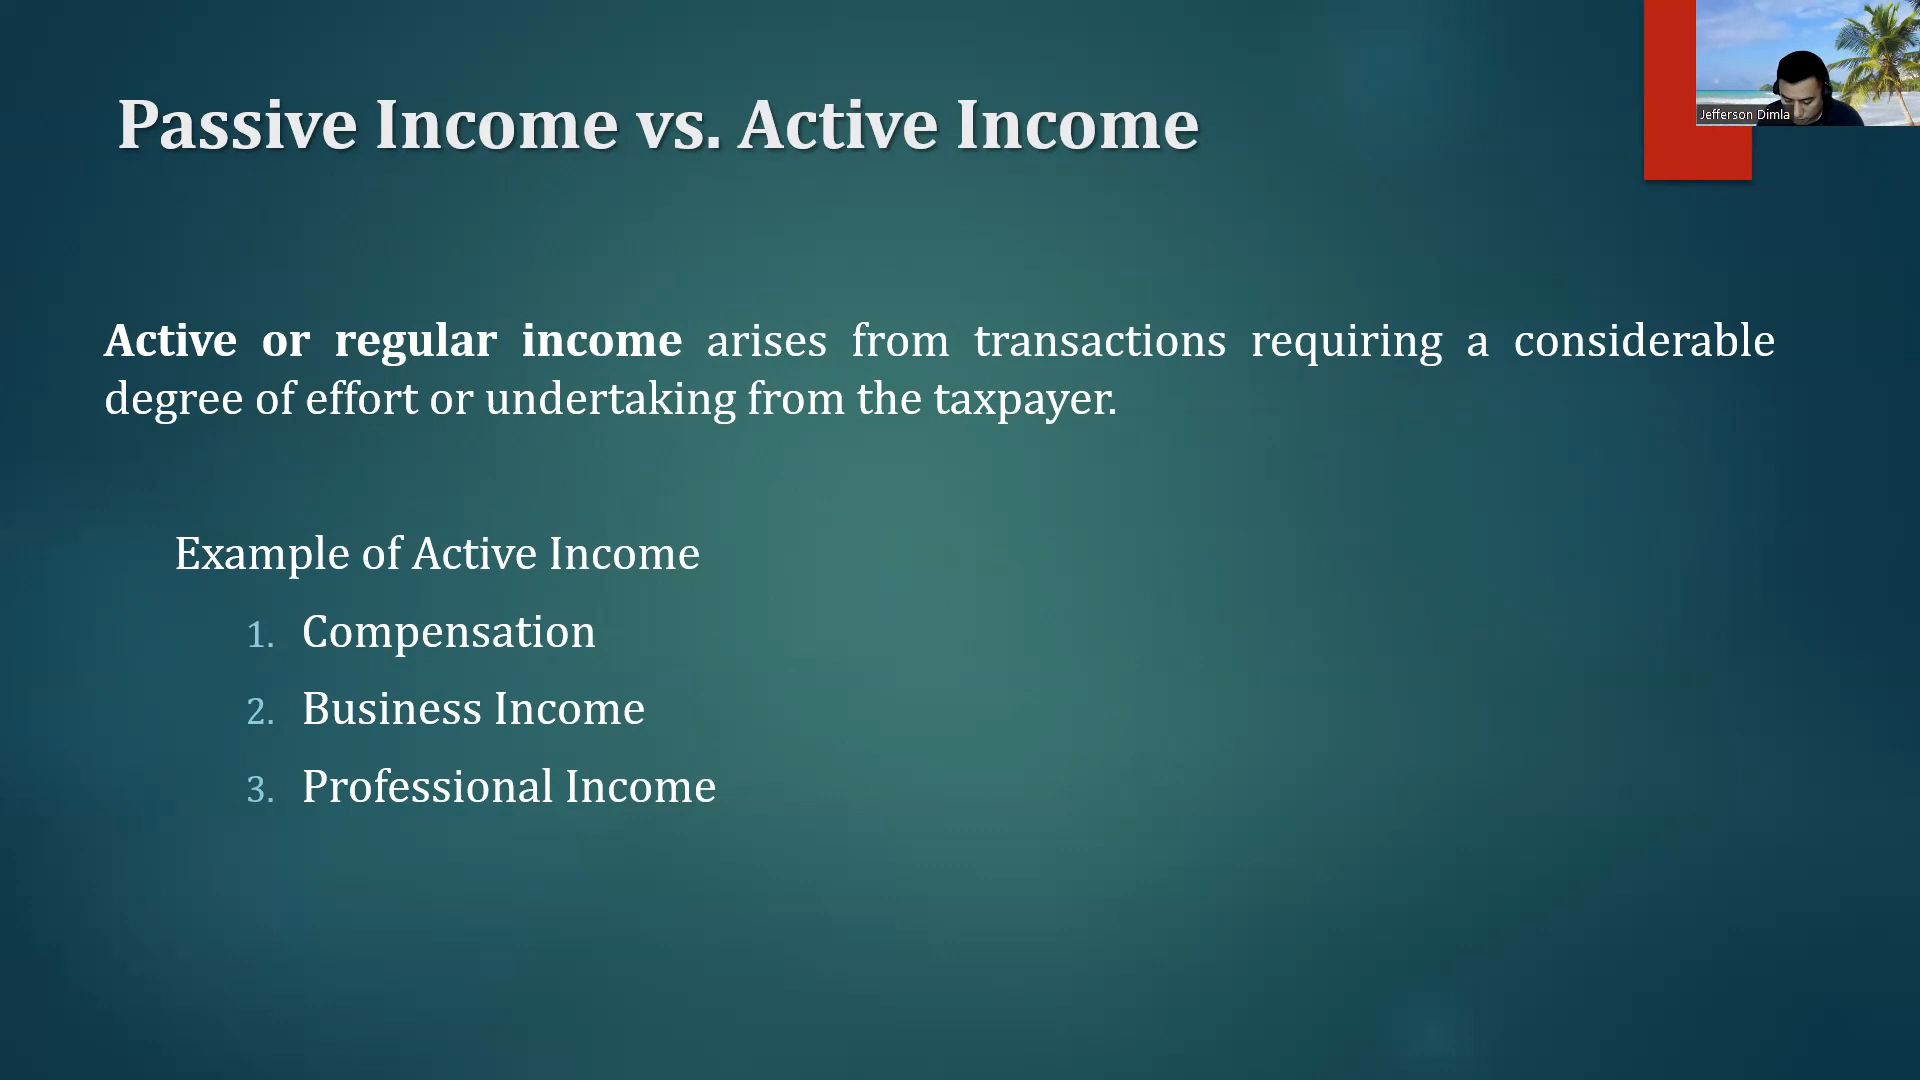 Passive Income vs. Active Income
Jefferson Dimla
Active or regular income arises from transactions requiring a considerable
degree of effort or undertaking from the taxpayer.
Example of Active Income
1. Compensation
2. Business Income
3. Professional Income